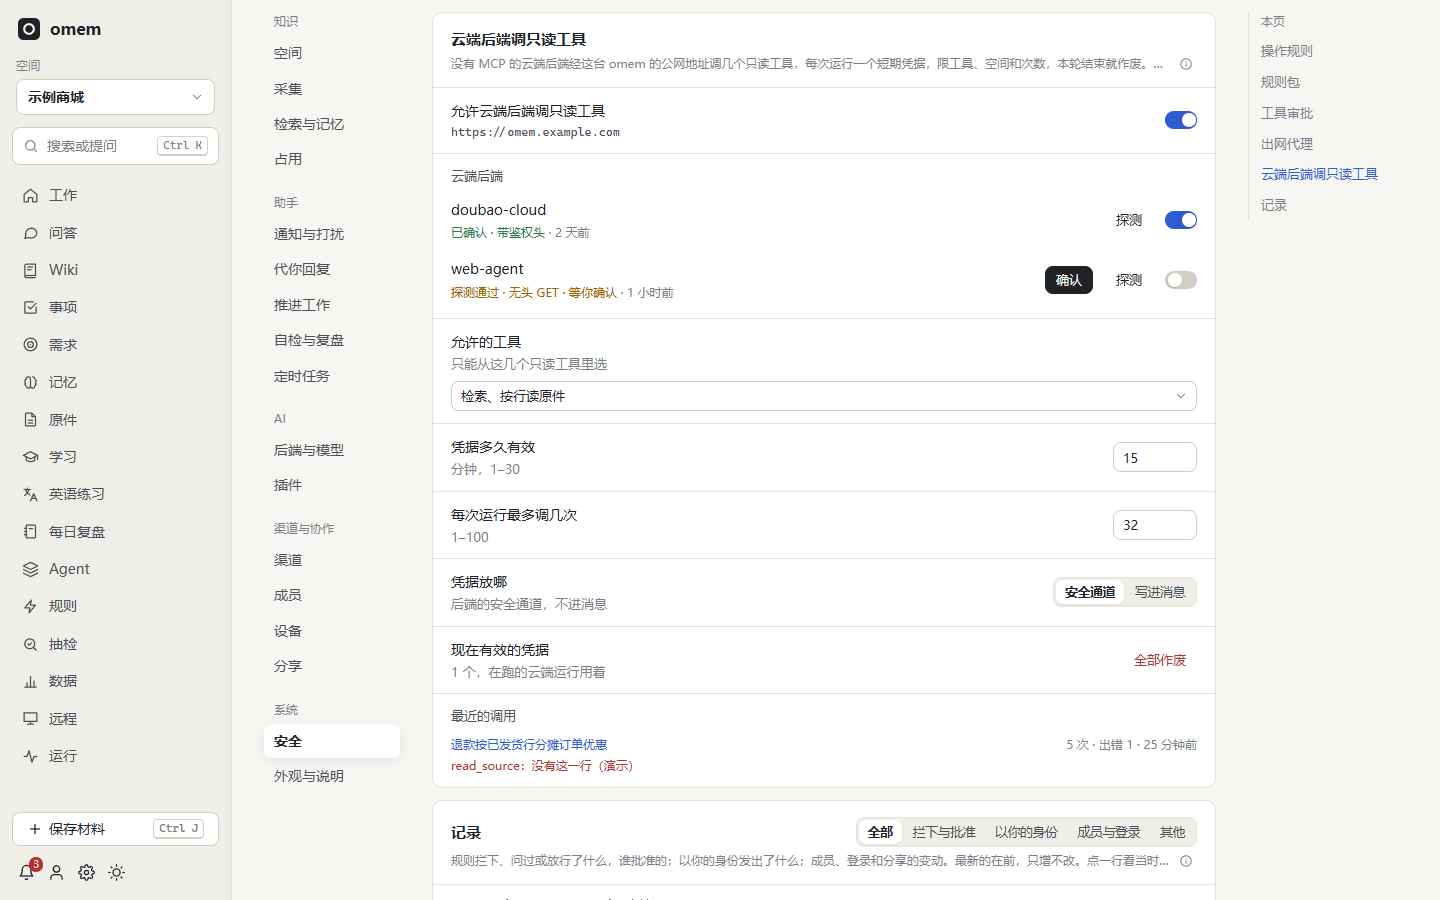 omem
空间
示例商城
搜索或提问 Ctrl K
工作
问答
Wiki
事项
需求
记忆
原件
学习
英语练习
每日复盘
Agent
规则
抽检
数据
远程
运行
保存材料 Ctrl J
3
知识
空间
采集
检索与记忆
占用
助手
通知与打扰
代你回复
推进工作
自检与复盘
定时任务
AI
后端与模型
插件
渠道与协作
渠道
成员
设备
分享
系统
安全
外观与说明
云端后端调只读工具
没有 MCP 的云端后端经这台 omem 的公网地址调几个只读工具，每次运行一个短期凭据，限工具、空间和次数，本轮结束就作废。…
允许云端后端调只读工具
https://omem.example.com
云端后端
doubao-cloud
已确认 · 带鉴权头 · 2 天前
探测
web-agent
探测通过 · 无头 GET · 等你确认 · 1 小时前
确认 探测
允许的工具
只能从这几个只读工具里选
检索、按行读原件
凭据多久有效
分钟，1–30
15
每次运行最多调几次
1–100
32
凭据放哪
后端的安全通道，不进消息
安全通道 写进消息
现在有效的凭据
1 个，在跑的云端运行用着
全部作废
最近的调用
退款按已发货行分摊订单优惠
5 次 · 出错 1 · 25 分钟前
read_source：没有这一行（演示）
记录
全部 拦下与批准 以你的身份 成员与登录 其他
规则拦下、问过或放行了什么，谁批准的；以你的身份发出了什么；成员、登录和分享的变动。最新的在前，只增不改。点一行看当时…
本页
操作规则
规则包
工具审批
出网代理
云端后端调只读工具
记录